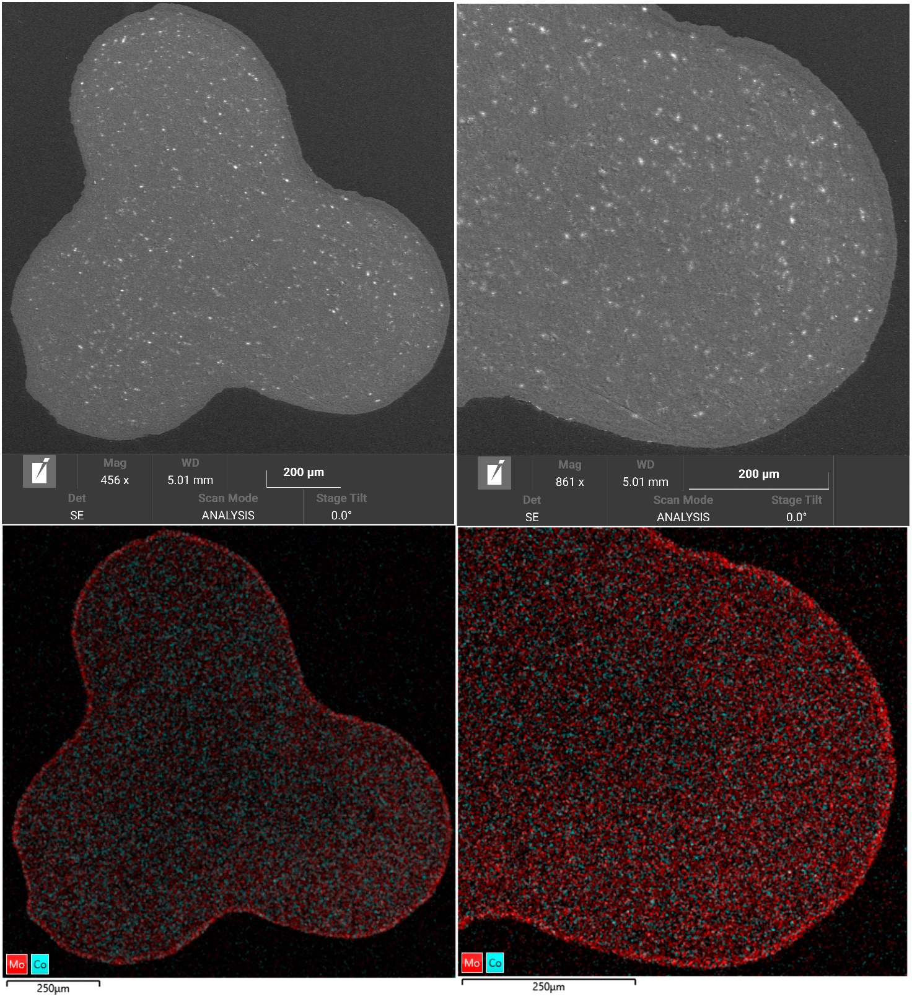 Mag WD 200 µm
456 x 5.01 mm
Det Scan Mode Stage Tilt
SE ANALYSIS 0.0°
Mag WD 200 µm
861 x 5.01 mm
Det Scan Mode Stage Tilt
SE ANALYSIS 0.0°
Mo Co
250µm
Mo Co
250µm